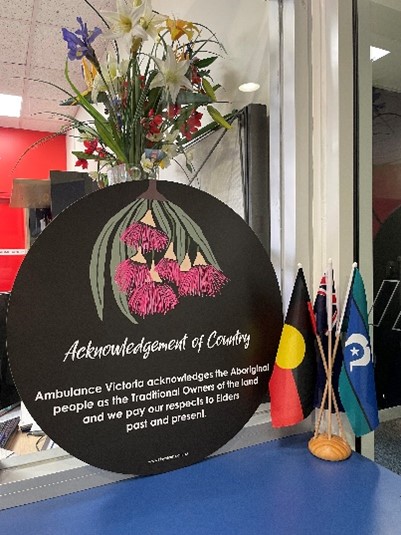 Acknowledgement of Country
Ambulance Victoria acknowledges the Aboriginal
people as the Traditional Owners of the land
and we pay our respects to Elders
past and present.